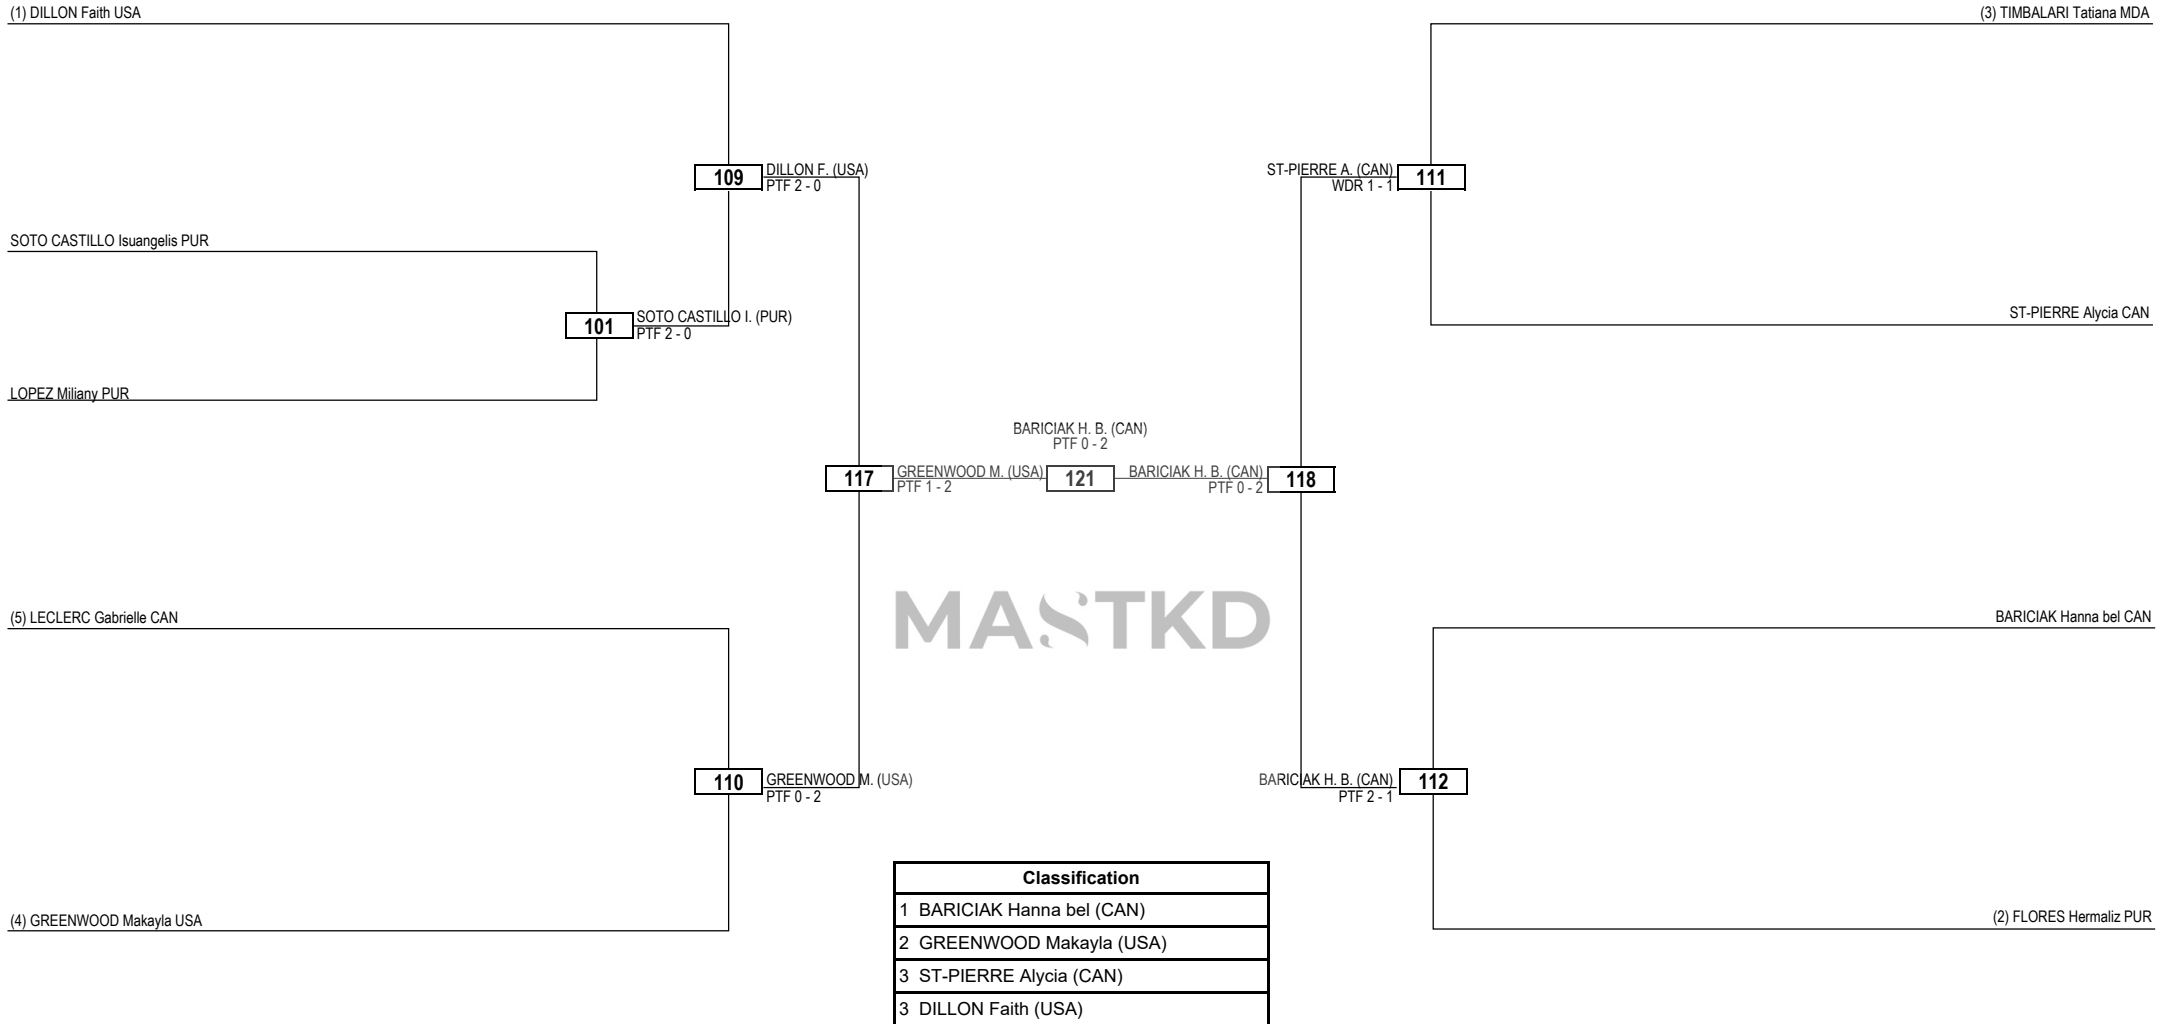 (1) DILLON Faith USA
(3) TIMBALARI Tatiana MDA
109
DILLON F. (USA)
PTF 2 - 0
ST-PIERRE A. (CAN)
WDR 1 - 1
111
SOTO CASTILLO Isuangelis PUR
101
SOTO CASTILLO I. (PUR)
PTF 2 - 0
ST-PIERRE Alycia CAN
LOPEZ Miliany PUR
BARICIAK H. B. (CAN)
PTF 0 - 2
117
GREENWOOD M. (USA)
PTF 1 - 2
121
BARICIAK H. B. (CAN)
PTF 0 - 2
118
MASTKD
(5) LECLERC Gabrielle CAN
BARICIAK Hanna bel CAN
110
GREENWOOD M. (USA)
PTF 0 - 2
BARICIAK H. B. (CAN)
PTF 2 - 1
112
(4) GREENWOOD Makayla USA
(2) FLORES Hermaliz PUR
Classification
1 BARICIAK Hanna bel (CAN)
2 GREENWOOD Makayla (USA)
3 ST-PIERRE Alycia (CAN)
3 DILLON Faith (USA)